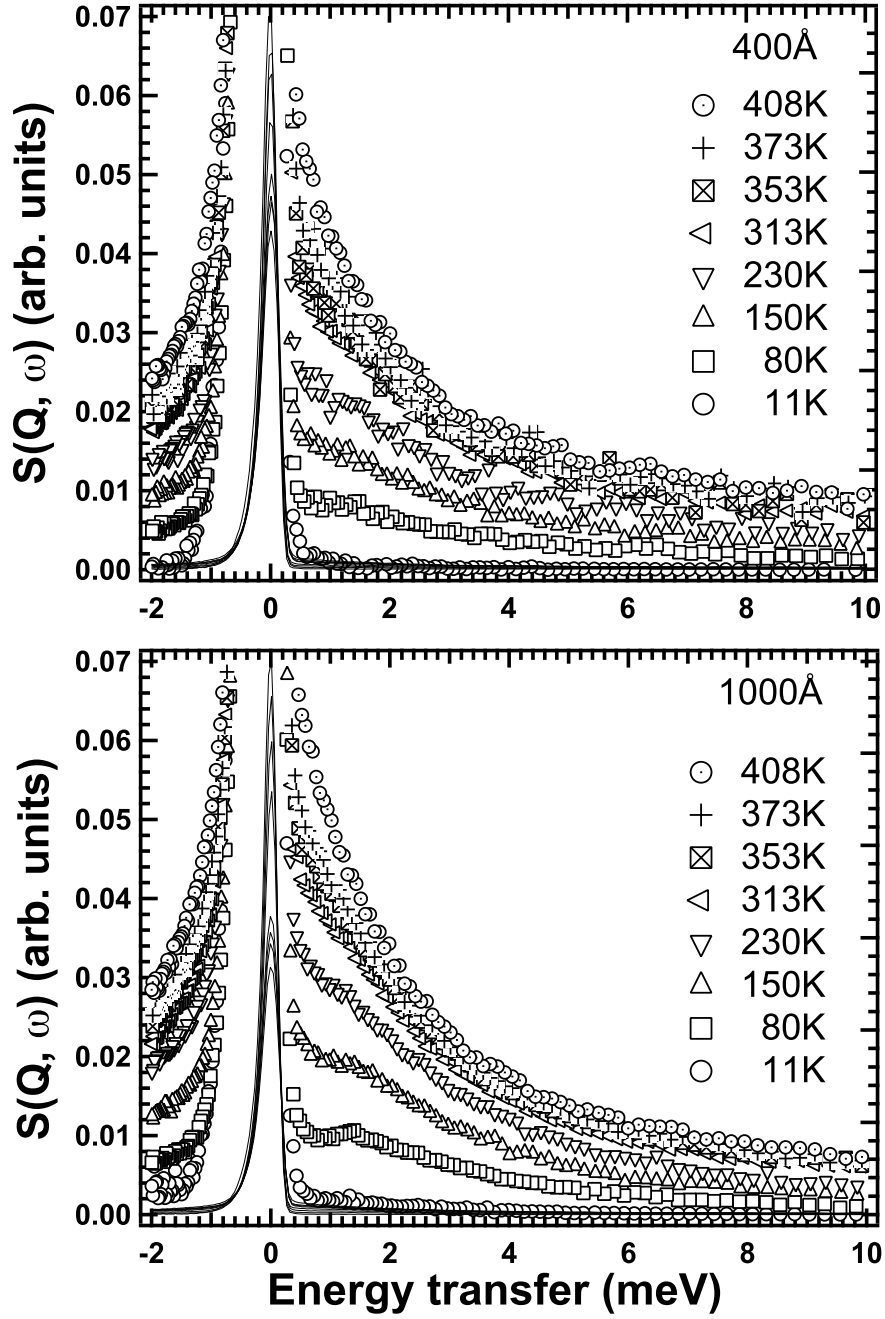 400Å
408K
373K
353K
313K
230K
150K
80K
11K
0.07
0.06
0.05
0.04
0.03
0.02
0.01
0.00
S(Q, ω) (arb. units)
-2 0 2 4 6 8 10
1000Å
408K
373K
353K
313K
230K
150K
80K
11K
0.07
0.06
0.05
0.04
0.03
0.02
0.01
0.00
S(Q, ω) (arb. units)
-2 0 2 4 6 8 10
Energy transfer (meV)